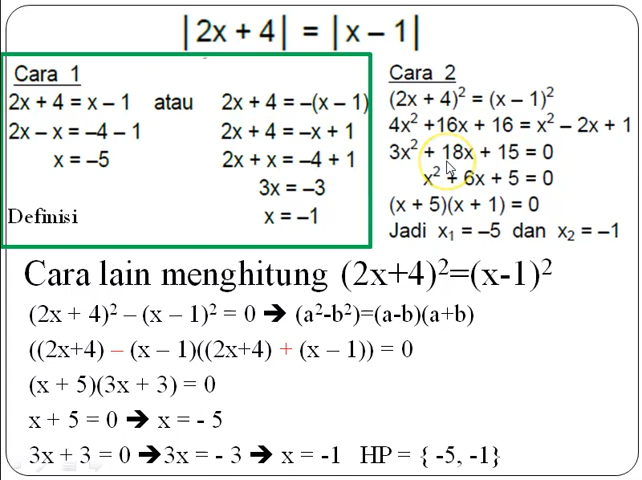 |2x + 4| = |x – 1|
Cara 1
2x + 4 = x – 1 atau 2x + 4 = –(x – 1)
2x – x = –4 – 1 2x + 4 = –x + 1
x = –5 2x + x = –4 + 1
3x = –3
Definisi x = –1
Cara 2
(2x + 4)² = (x – 1)²
4x² +16x + 16 = x² – 2x + 1
3x² + 18x + 15 = 0
x² + 6x + 5 = 0
(x + 5)(x + 1) = 0
Jadi x₁ = –5 dan x₂ = –1
Cara lain menghitung (2x+4)²=(x-1)²
(2x + 4)² – (x – 1)² = 0 ➔ (a²-b²)=(a-b)(a+b)
((2x+4) – (x – 1)((2x+4) + (x – 1)) = 0
(x + 5)(3x + 3) = 0
x + 5 = 0 ➔ x = - 5
3x + 3 = 0 ➔3x = - 3 ➔ x = -1 HP = { -5, -1}